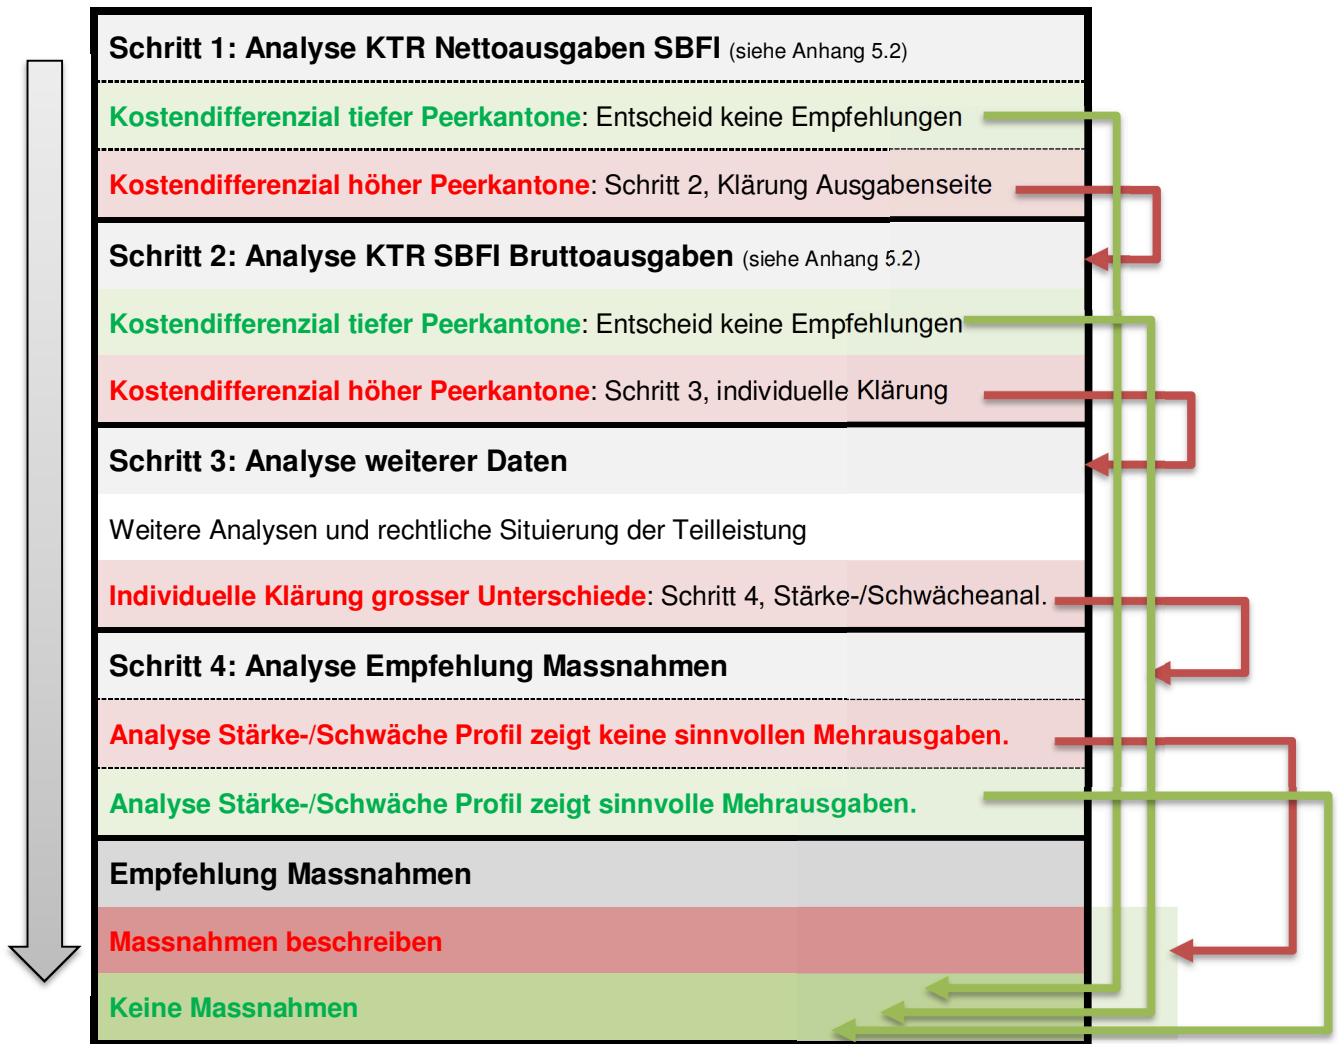 Schritt 1: Analyse KTR Nettoausgaben SBFI (siehe Anhang 5.2)
Kostendifferenzial tiefer Peerkantone: Entscheid keine Empfehlungen
Kostendifferenzial höher Peerkantone: Schritt 2, Klärung Ausgabenseite
Schritt 2: Analyse KTR SBFI Bruttoausgaben (siehe Anhang 5.2)
Kostendifferenzial tiefer Peerkantone: Entscheid keine Empfehlungen
Kostendifferenzial höher Peerkantone: Schritt 3, individuelle Klärung
Schritt 3: Analyse weiterer Daten
Weitere Analysen und rechtliche Situierung der Teilleistung
Individuelle Klärung grosser Unterschiede: Schritt 4, Stärke-/Schwächeanal.
Schritt 4: Analyse Empfehlung Massnahmen
Analyse Stärke-/Schwäche Profil zeigt keine sinnvollen Mehrausgaben.
Analyse Stärke-/Schwäche Profil zeigt sinnvolle Mehrausgaben.
Empfehlung Massnahmen
Massnahmen beschreiben
Keine Massnahmen